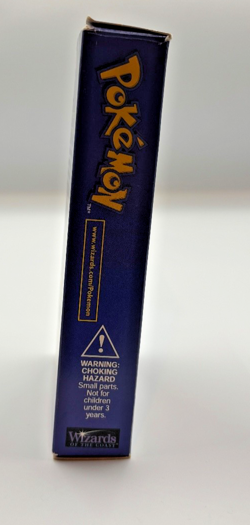 POKéMON
TM
www.wizards.com/Pokemon
WARNING:
CHOKING
HAZARD
Small parts.
Not for
children
under 3
years.
Wizards
OF THE COAST